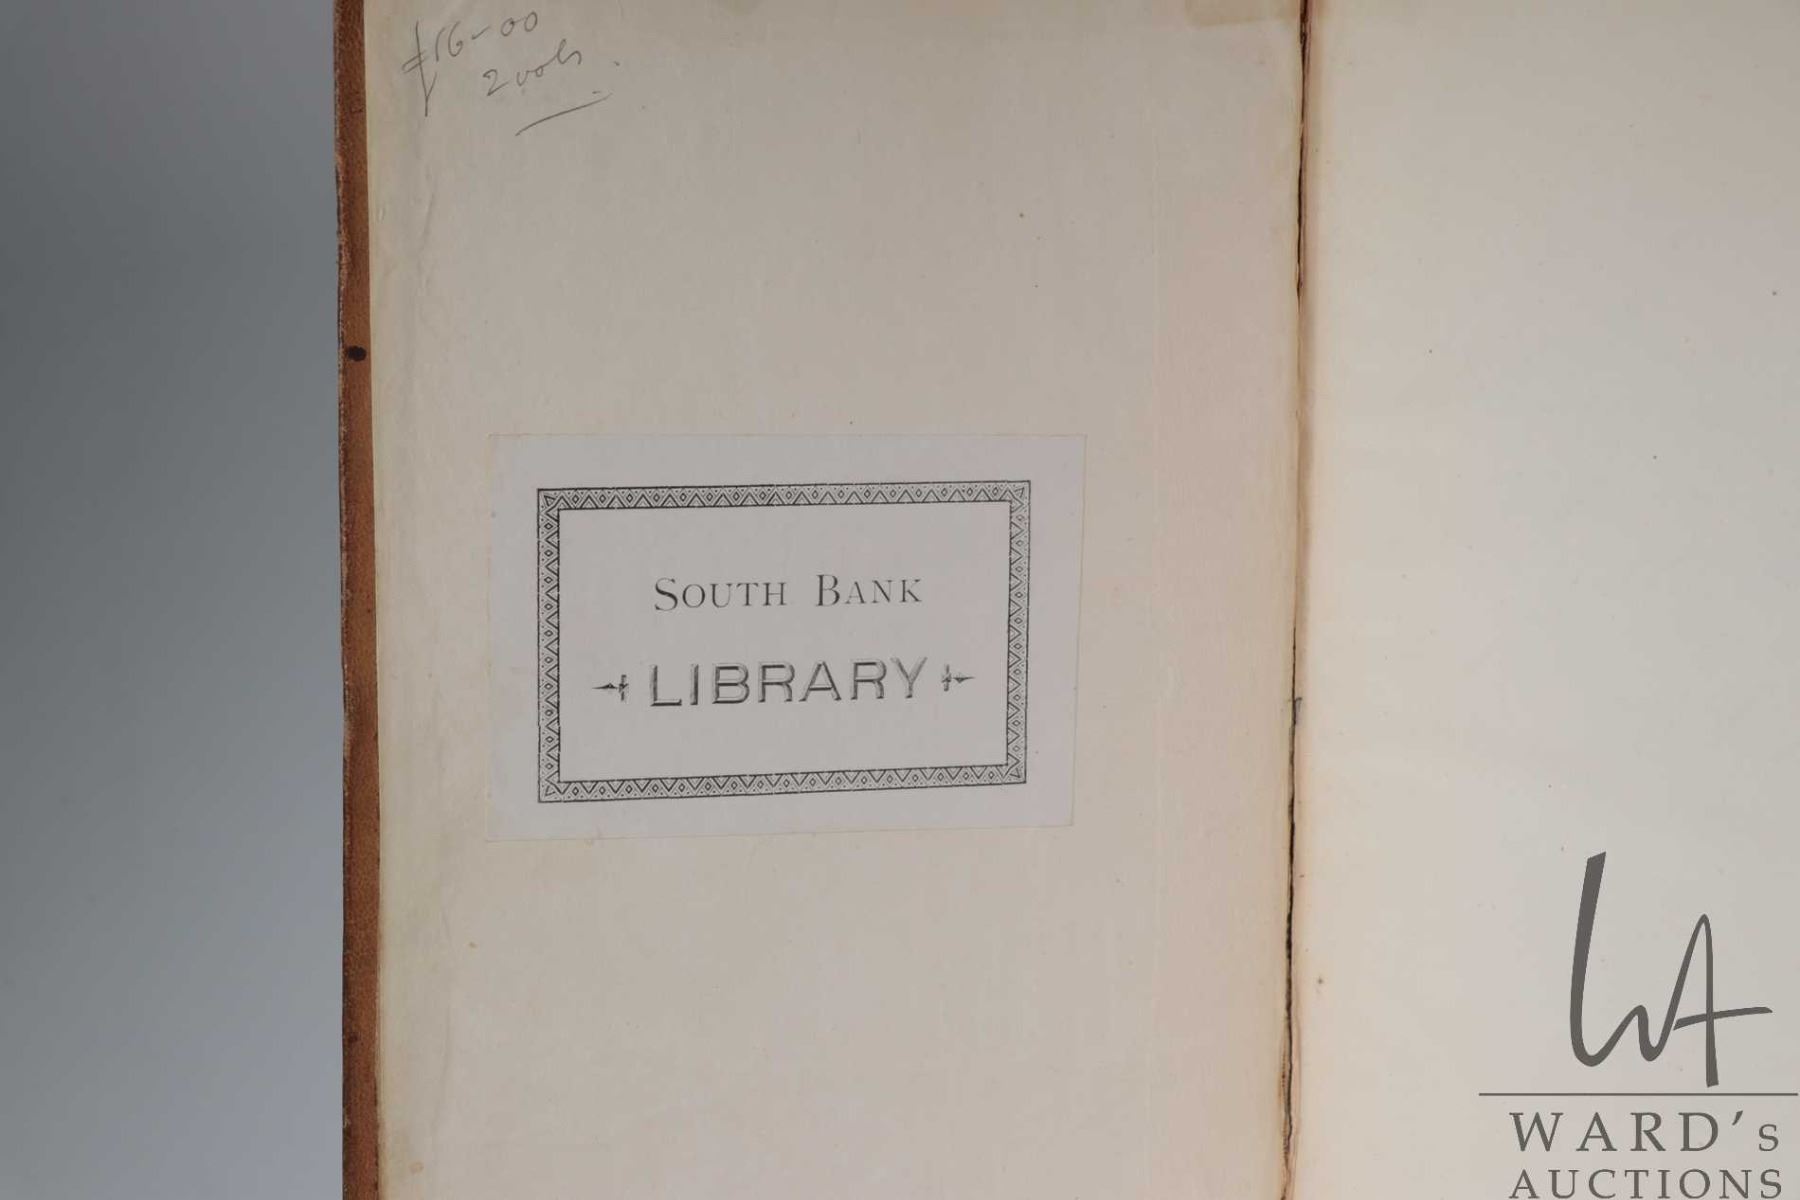 £16-00
2 vols.
SOUTH BANK
LIBRARY
WARD's
AUCTIONS